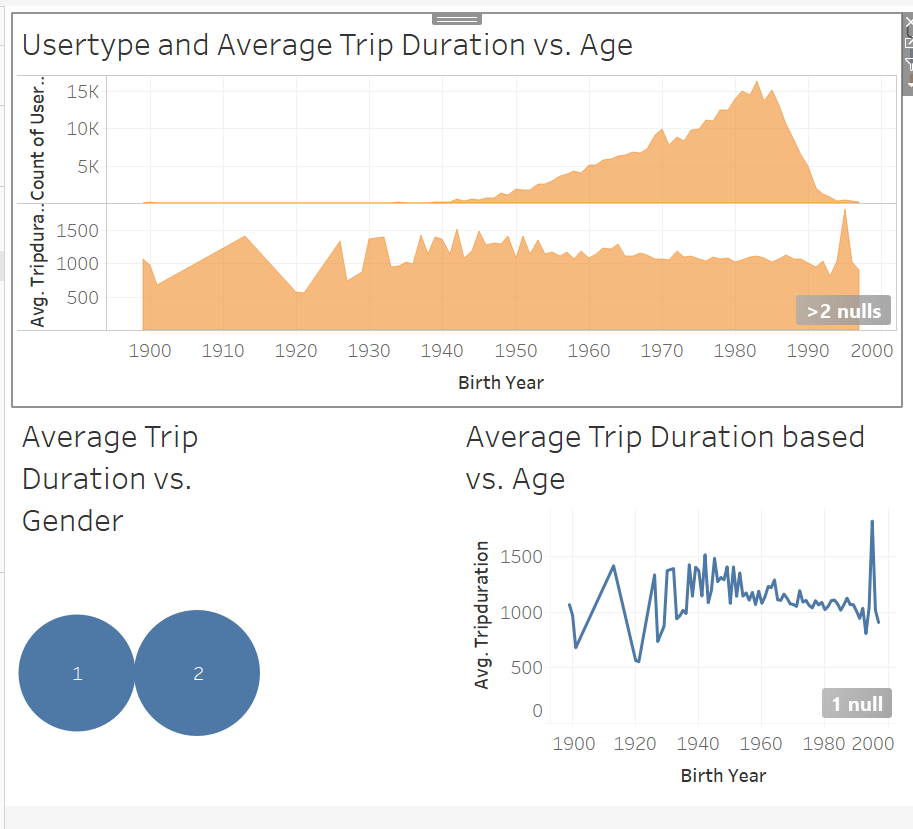 Usertype and Average Trip Duration vs. Age
Count of User..
15K
10K
5K
Avg. Tripdura..
1500
1000
500
>2 nulls
1900 1910 1920 1930 1940 1950 1960 1970 1980 1990 2000
Birth Year
Average Trip
Duration vs.
Gender
1 2
Average Trip Duration based
vs. Age
Avg. Tripduration
1500
1000
500
0
1 null
1900 1920 1940 1960 1980 2000
Birth Year